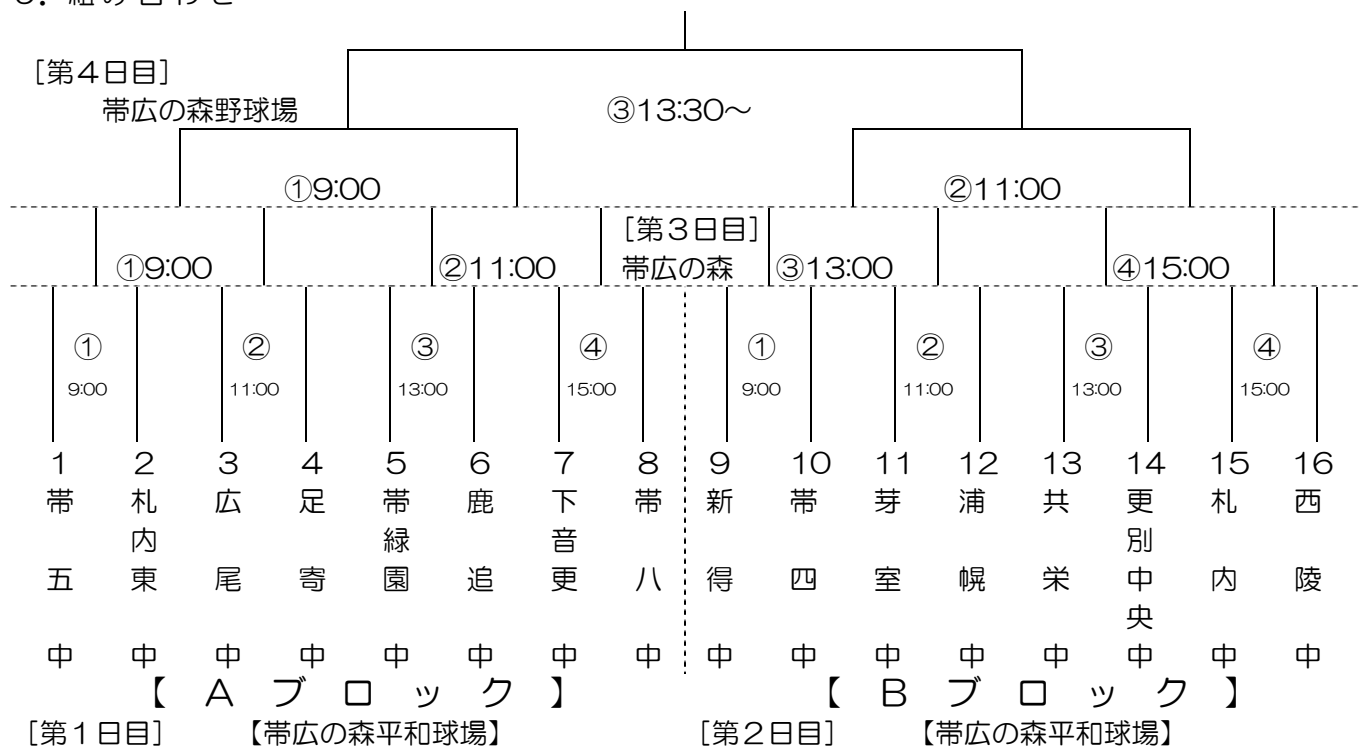 [第4日目]
帯広の森野球場
③13:30～
①9:00
②11:00
[第3日目]
帯広の森
①9:00
②11:00
③13:00
④15:00
① ② ③ ④ ① ② ③ ④
9:00 11:00 13:00 15:00 9:00 11:00 13:00 15:00
1 2 3 4 5 6 7 8 9 10 11 12 13 14 15 16
帯五中
札内東中
広尾中
足寄中
帯緑園中
鹿追中
下音更中
帯八中
新得中
帯四中
芽室中
浦幌中
共栄中
更別中央中
札内中
西陵中
【Aブロック】
【Bブロック】
[第1日目] 【帯広の森平和球場】
[第2日目] 【帯広の森平和球場】